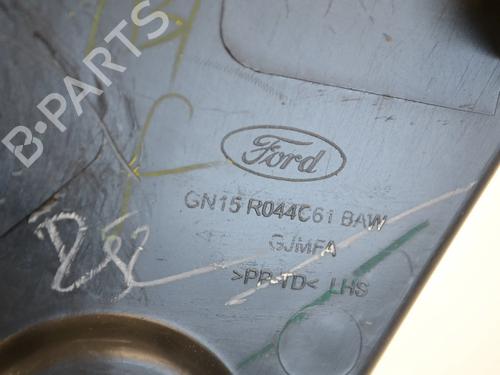 B-PARTS
Ford
GN15 R044C61 BAW
GJMFA
>PP-TD< LHS